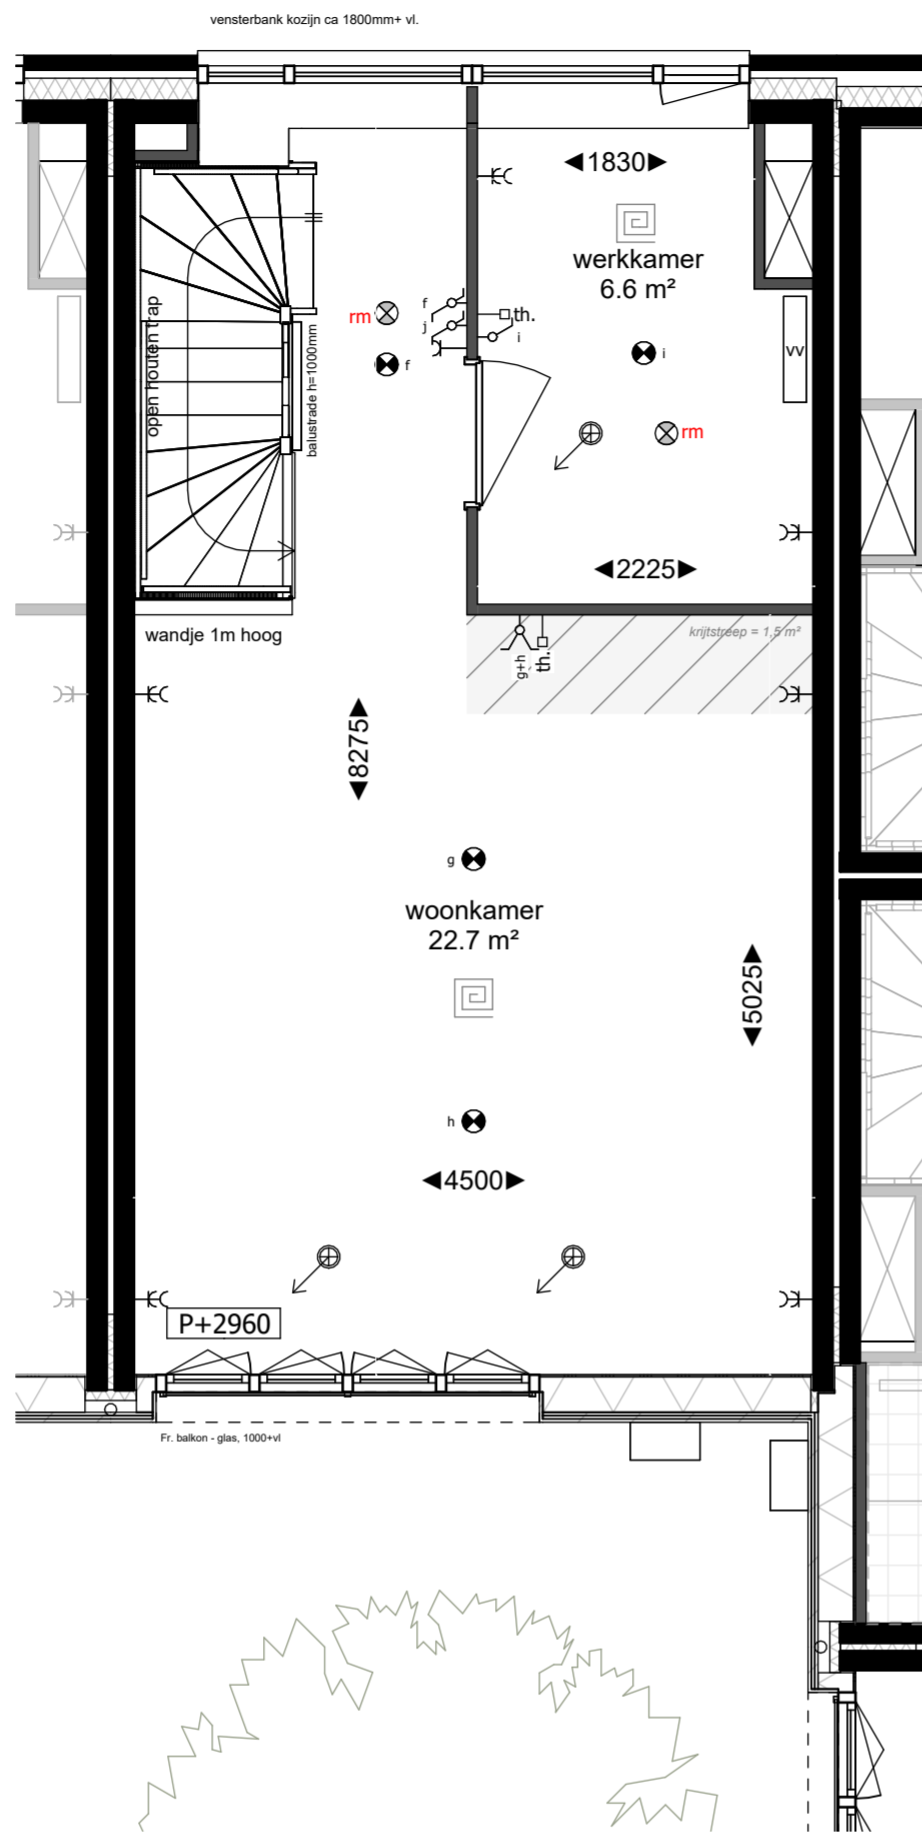 vensterbank kozijn ca 1800mm+ vl.
1830
werkkamer
6.6 m²
f
th.
rm
j
i
open houten trap
balustrade h=1000mm
f
i
vv
rm
2225
wandje 1m hoog
krijtstreep = 1,5 m²
g+h
th.
8275
g
woonkamer
22.7 m²
5025
h
4500
P+2960
Fr. balkon - glas, 1000+vl